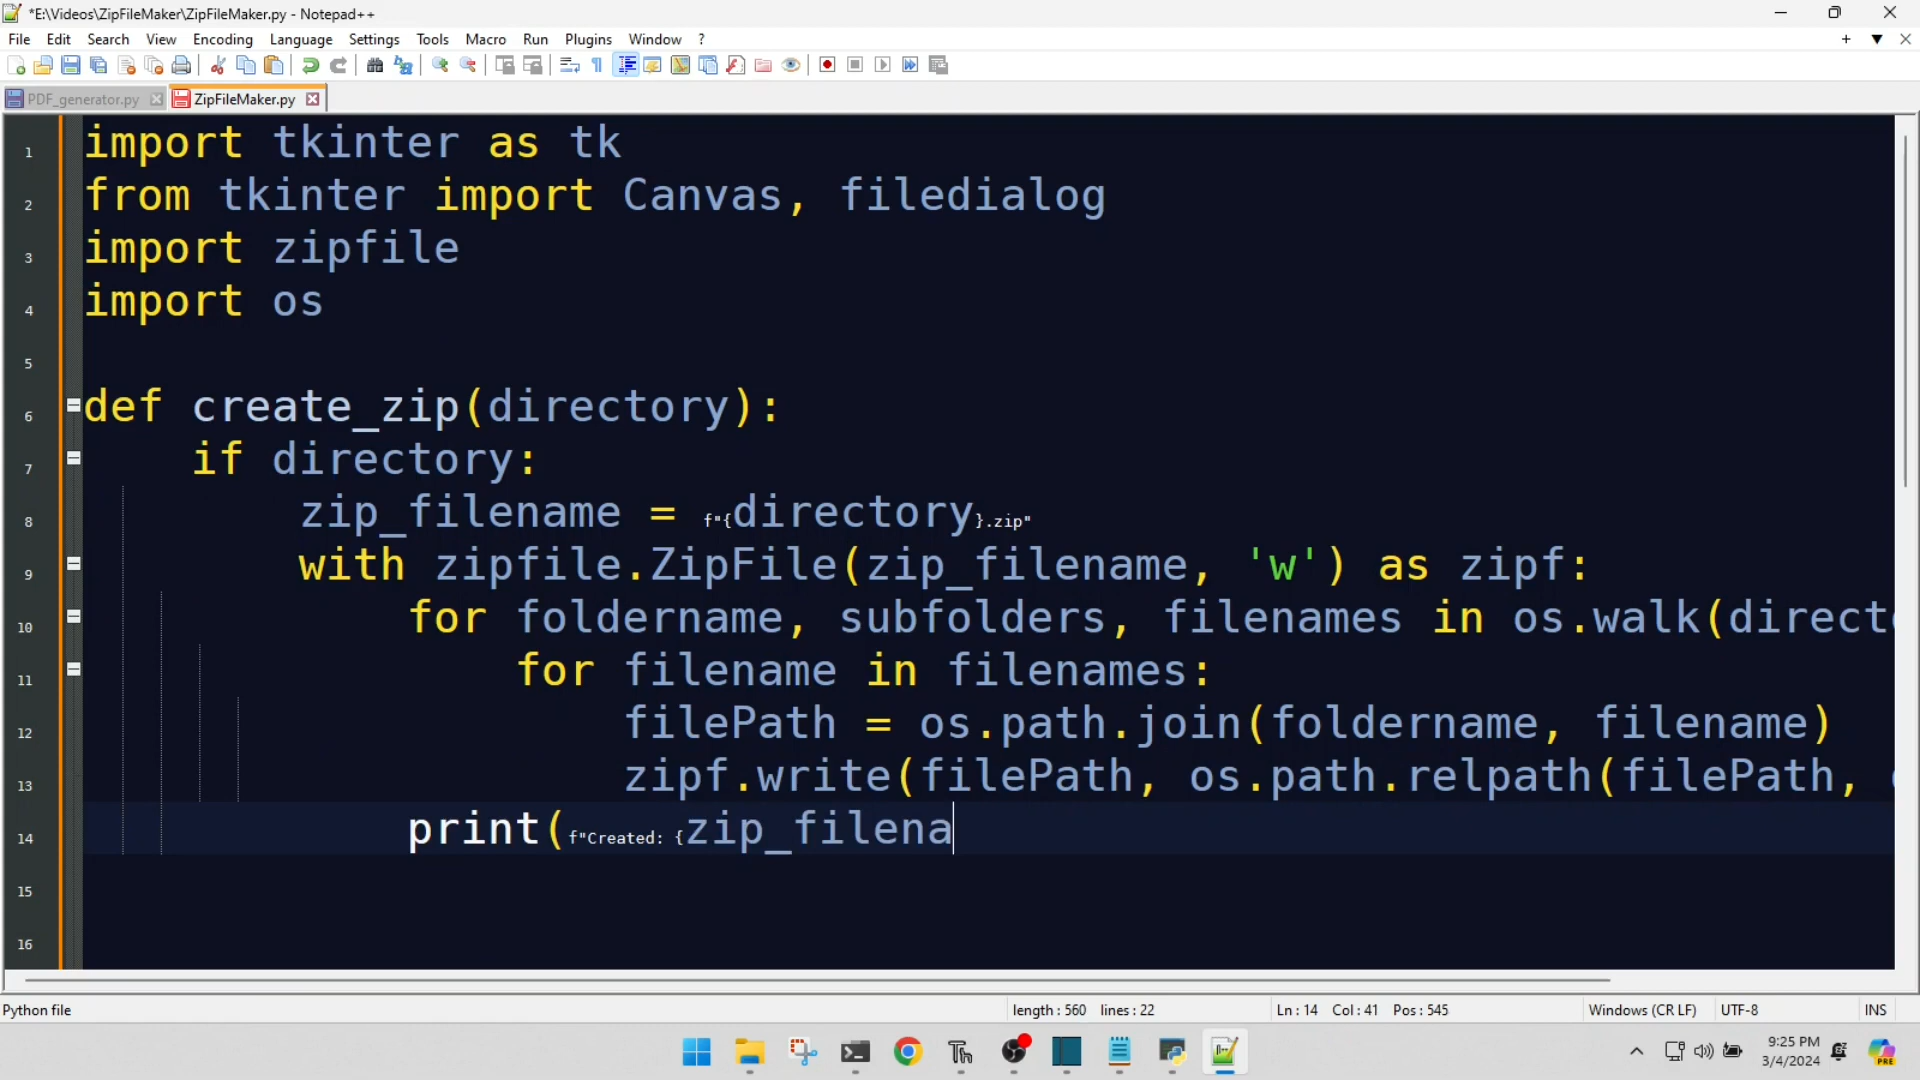 *E:\Videos\ZipFileMaker\ZipFileMaker.py - Notepad++
File Edit Search View Encoding Language Settings Tools Macro Run Plugins Window ?
PDF_generator.py ZipFileMaker.py
1 import tkinter as tk
2 from tkinter import Canvas, filedialog
3 import zipfile
4 import os
5
6 def create_zip(directory):
7 if directory:
8 zip_filename = f"{directory}.zip"
9 with zipfile.ZipFile(zip_filename, 'w') as zipf:
10 for foldername, subfolders, filenames in os.walk(direct
11 for filename in filenames:
12 filePath = os.path.join(foldername, filename)
13 zipf.write(filePath, os.path.relpath(filePath,
14 print(f"Created: {zip_filena
15
16
Python file length : 560 lines : 22 Ln : 14 Col : 41 Pos : 545 Windows (CR LF) UTF-8 INS
9:25 PM
3/4/2024
PRE